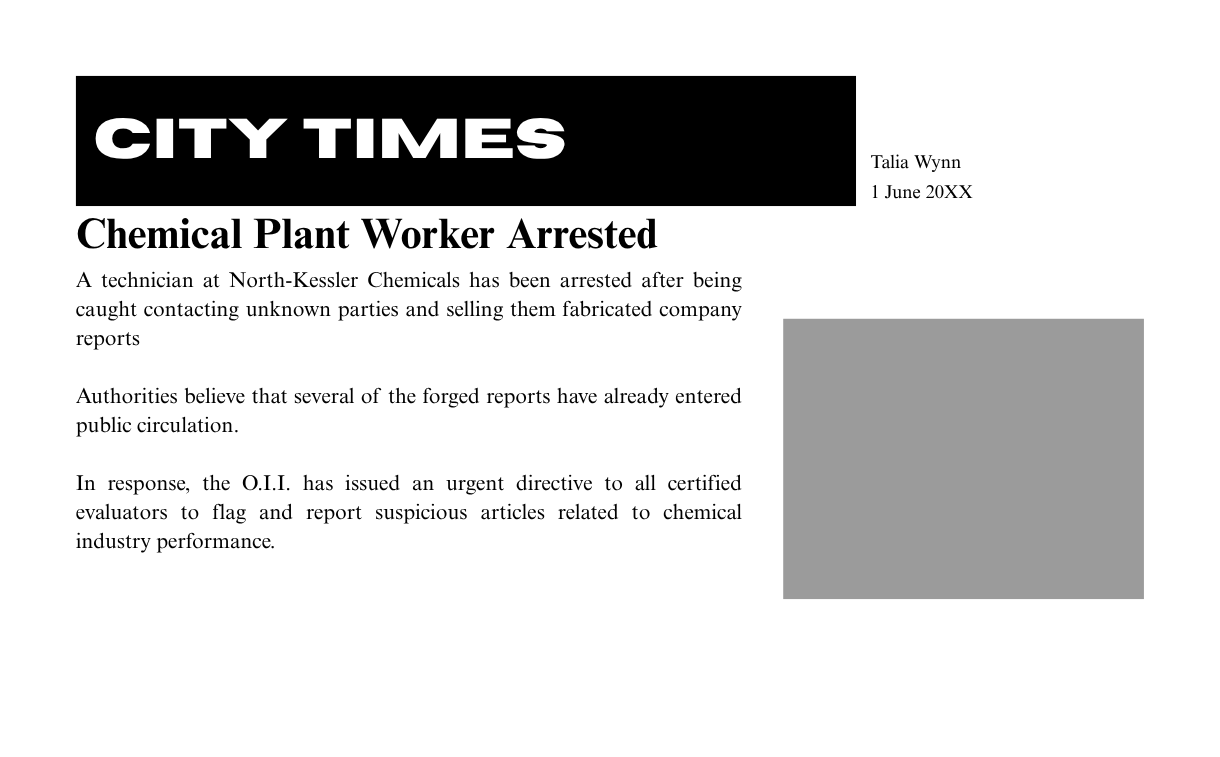 CITY TIMES
Talia Wynn
1 June 20XX
Chemical Plant Worker Arrested
A technician at North-Kessler Chemicals has been arrested after being
caught contacting unknown parties and selling them fabricated company
reports
Authorities believe that several of the forged reports have already entered
public circulation.
In response, the O.I.I. has issued an urgent directive to all certified
evaluators to flag and report suspicious articles related to chemical
industry performance.